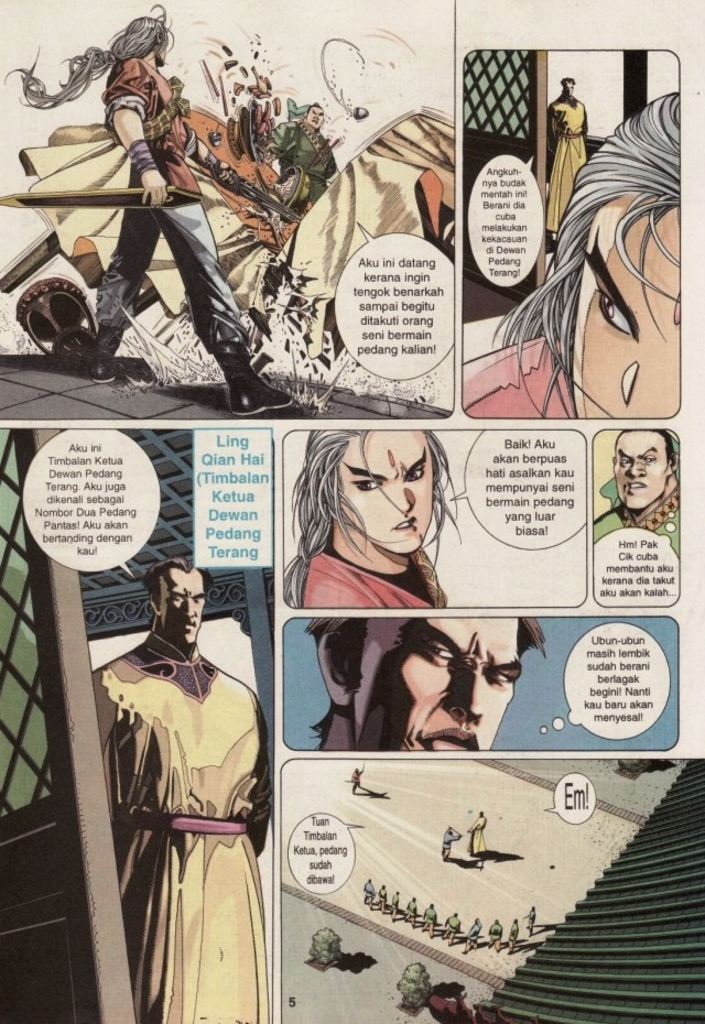 Aku ini datang
kerana ingin
tengok benarkah
sampai begitu
ditakuti orang
seni bermain
pedang kalian!
Angkuh-
nya budak
mentah ini!
Berani dia
cuba
melakukan
kekacauan
di Dewan
Pedang
Terang!
Aku ini
Timbalan Ketua
Dewan Pedang
Terang. Aku juga
dikenali sebagai
Nombor Dua Pedang
Pantas! Aku akan
bertanding dengan
kau!
Ling
Qian Hai
(Timbalan
Ketua
Dewan
Pedang
Terang
Baik! Aku
akan berpuas
hati asalkan kau
mempunyai seni
bermain pedang
yang luar
biasa!
Hm! Pak
Cik cuba
membantu aku
kerana dia takut
aku akan kalah...
Ubun-ubun
masih lembik
sudah berani
berlagak
begini! Nanti
kau baru akan
menyesal!
Tuan
Timbalan
Ketua, pedang
sudah
dibawa!
Em!
5